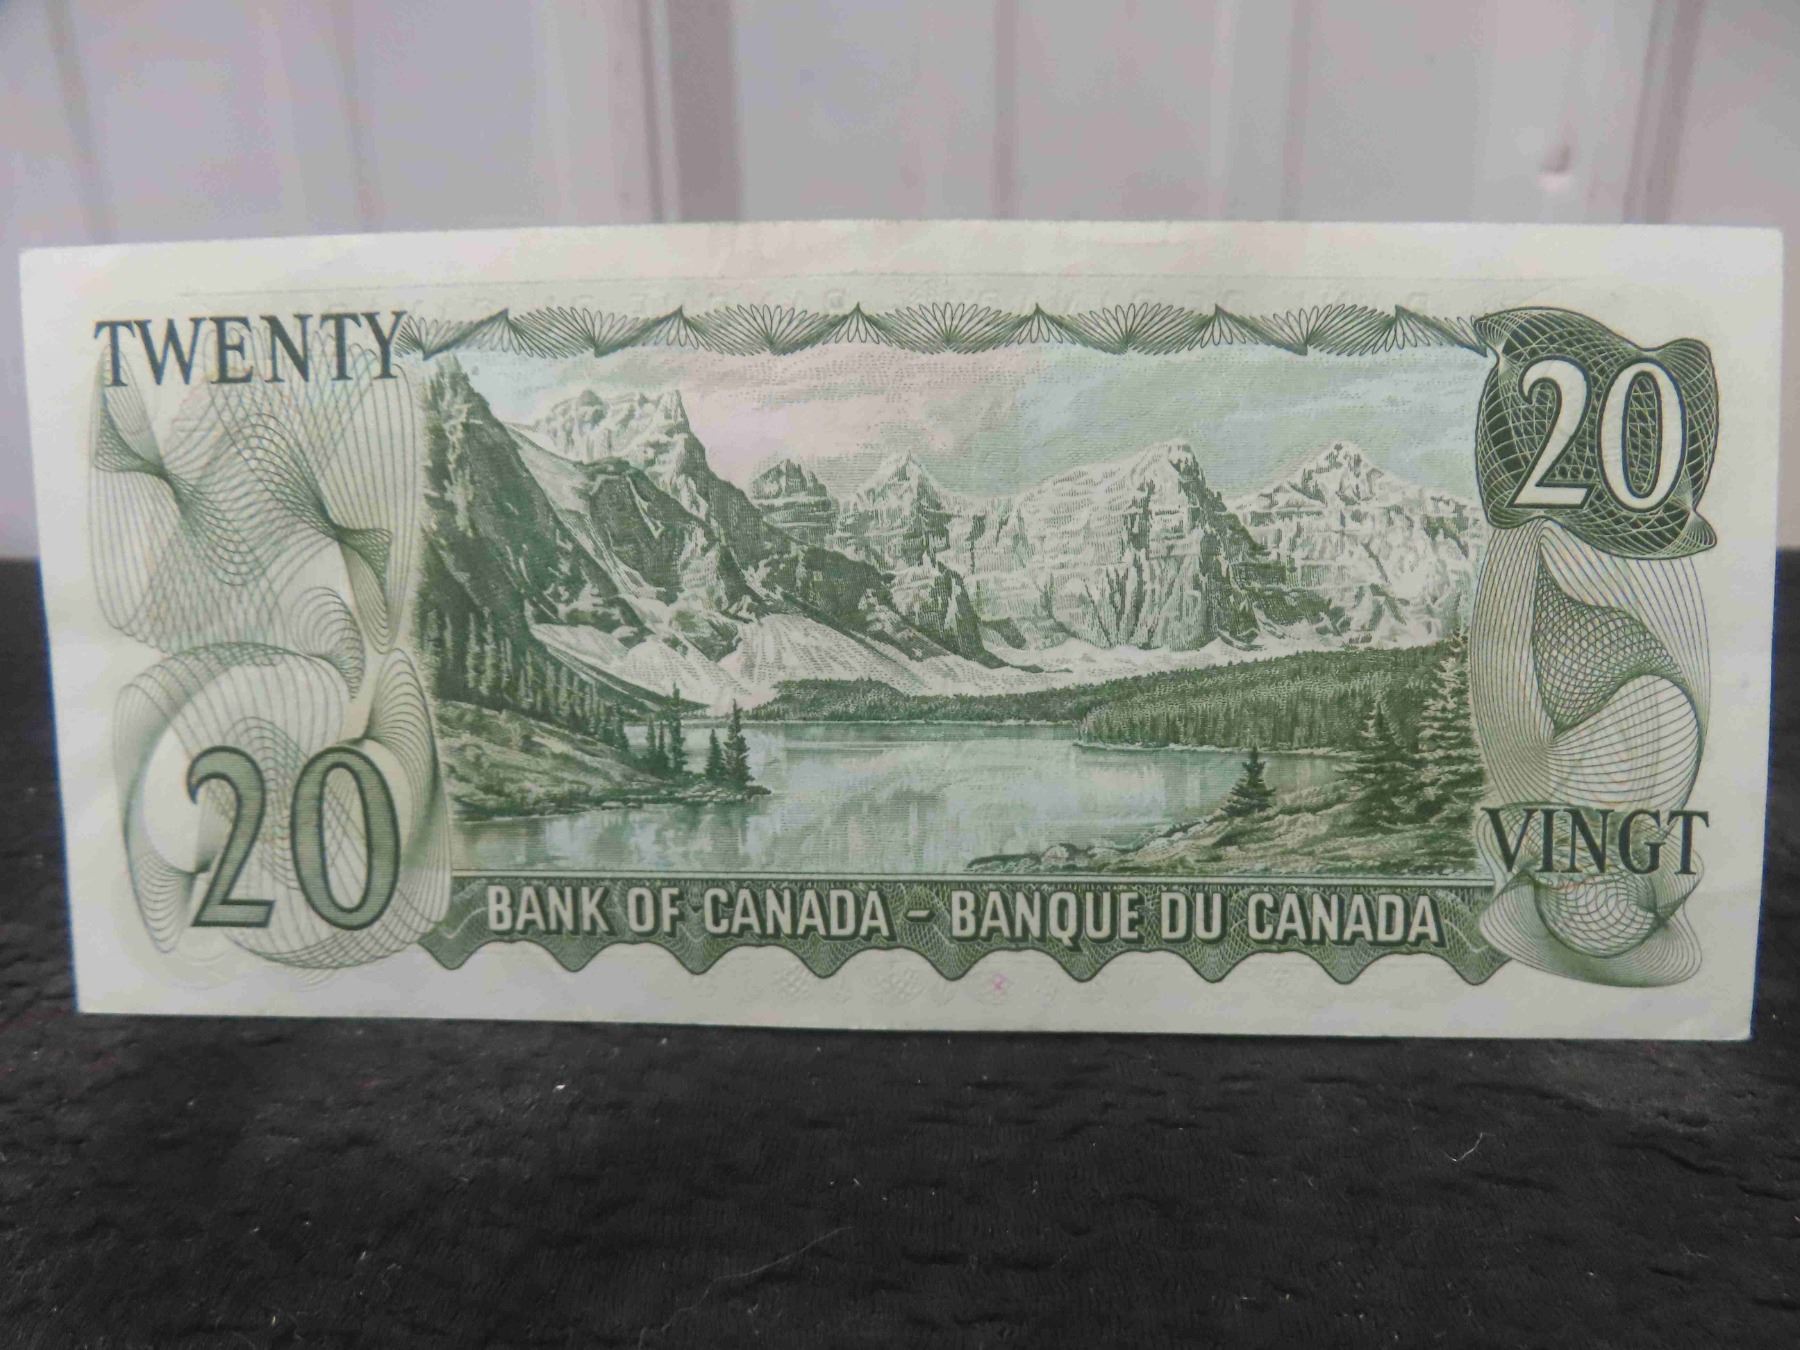 TWENTY
20
20
VINGT
BANK OF CANADA – BANQUE DU CANADA